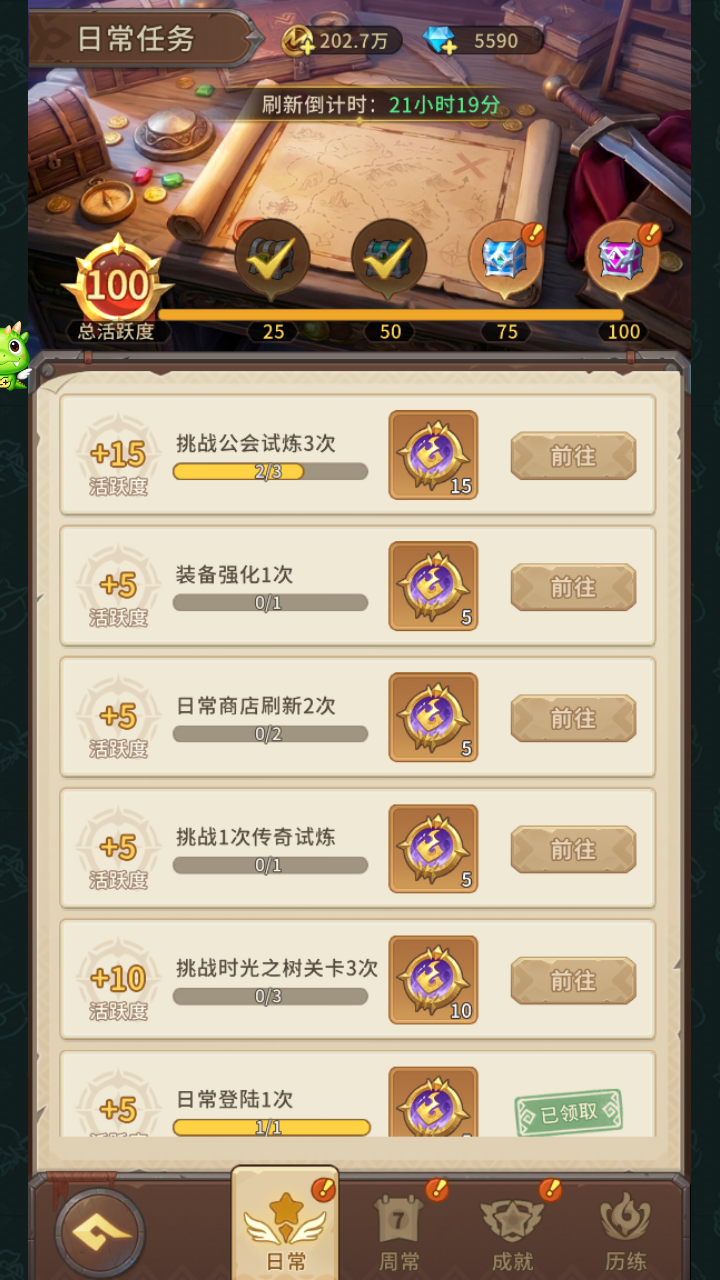 日常任务
202.7万
5590
刷新倒计时：21小时19分
100
总活跃度
25
50
75
100
+15
活跃度
挑战公会试炼3次
2/3
15
前往
+5
活跃度
装备强化1次
0/1
5
前往
+5
活跃度
日常商店刷新2次
0/2
5
前往
+5
活跃度
挑战1次传奇试炼
0/1
5
前往
+10
活跃度
挑战时光之树关卡3次
0/3
10
前往
+5
日常登陆1次
1/1
已领取
日常
7
周常
成就
历练